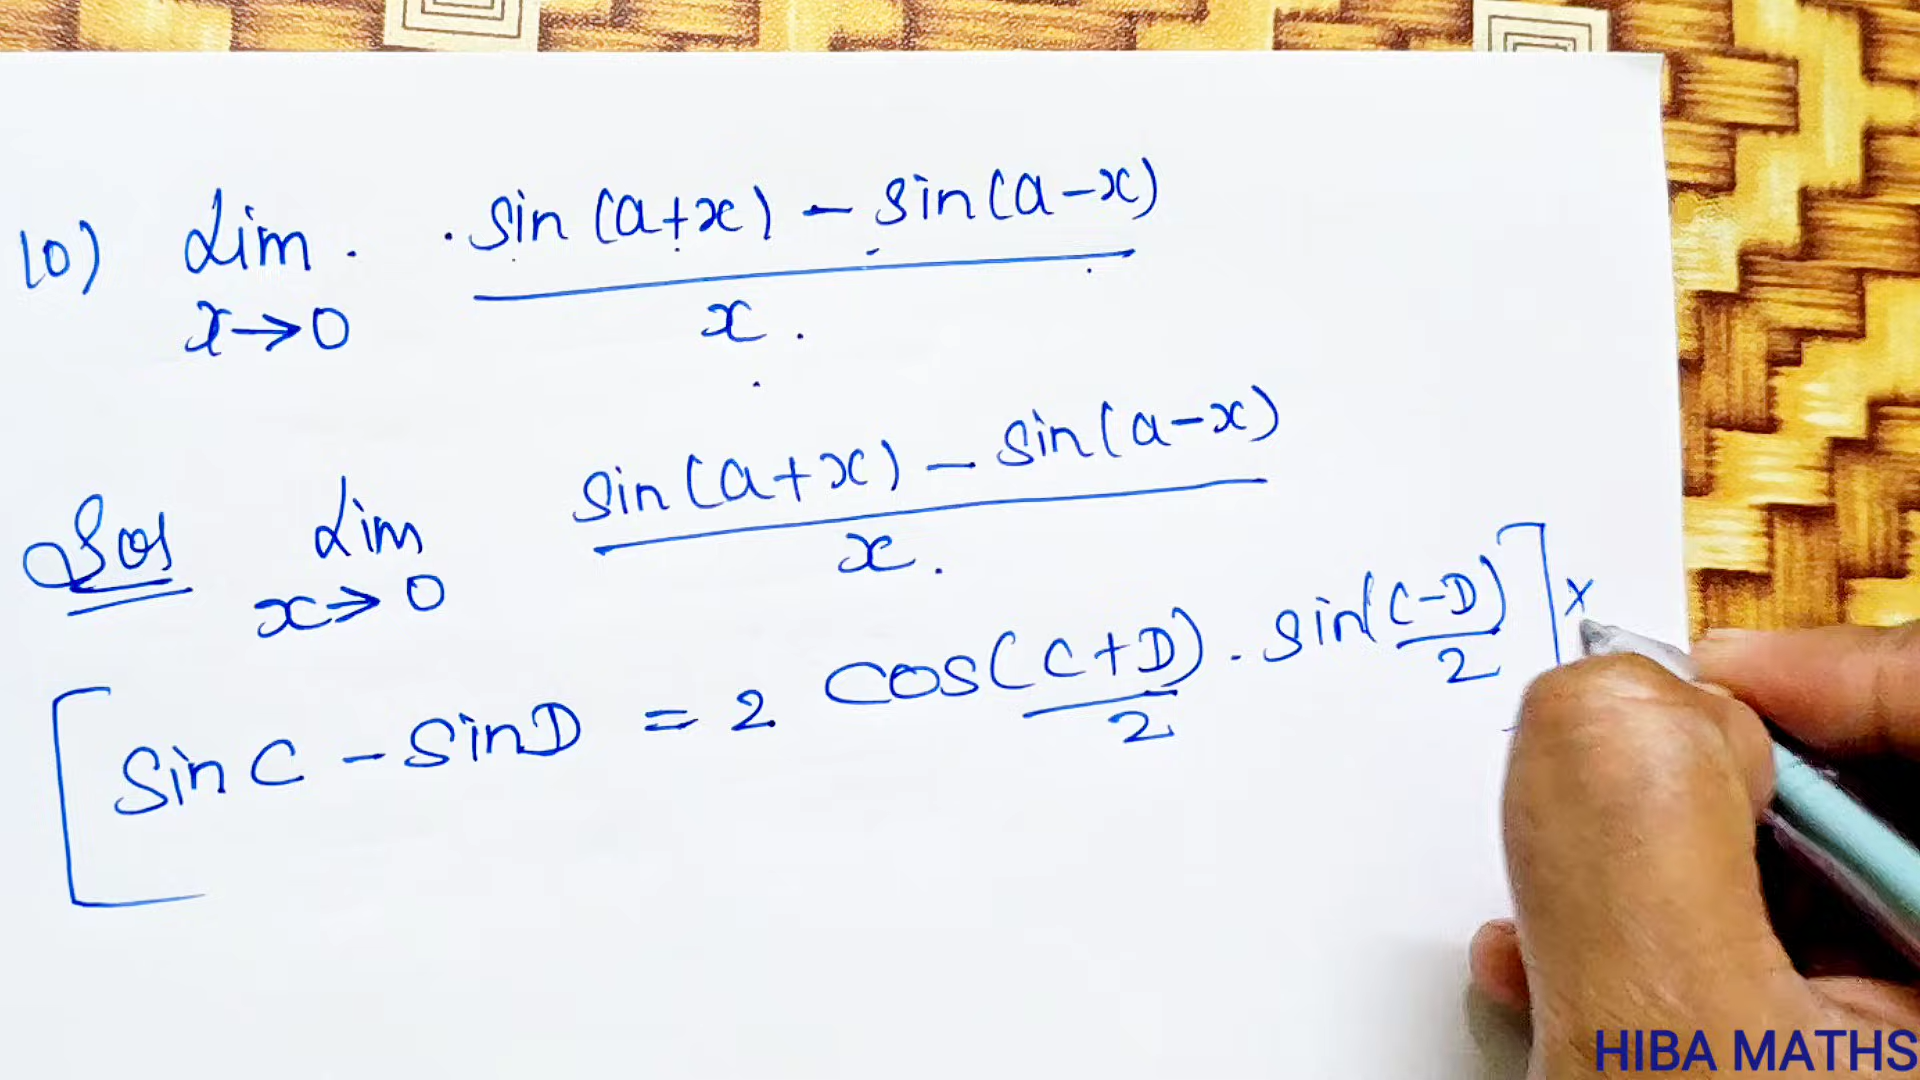 10) Lim sin(a+x) - sin(a-x)
x→0 x
Sol Lim sin(a+x) - sin(a-x)
x→0 x.
[sin C - sin D = 2 cos(C+D)/2 . sin(C-D)/2] x
HIBA MATHS